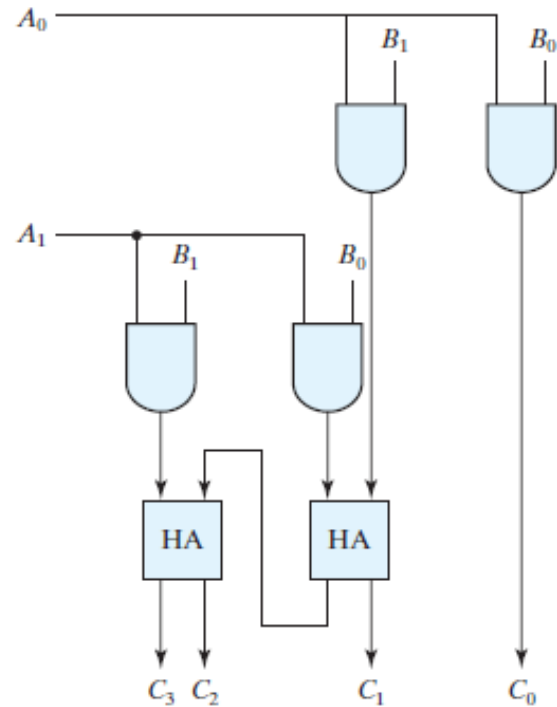 A₀
B₁ B₀
A₁
B₁ B₀
HA HA
C₃ C₂ C₁ C₀